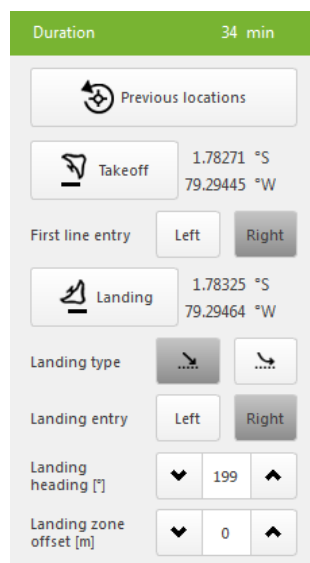 Duration 34 min
Previous locations
Takeoff 1.78271 °S
79.29445 °W
First line entry Left Right
Landing 1.78325 °S
79.29464 °W
Landing type
Landing entry Left Right
Landing
heading [°] 199
Landing zone
offset [m] 0